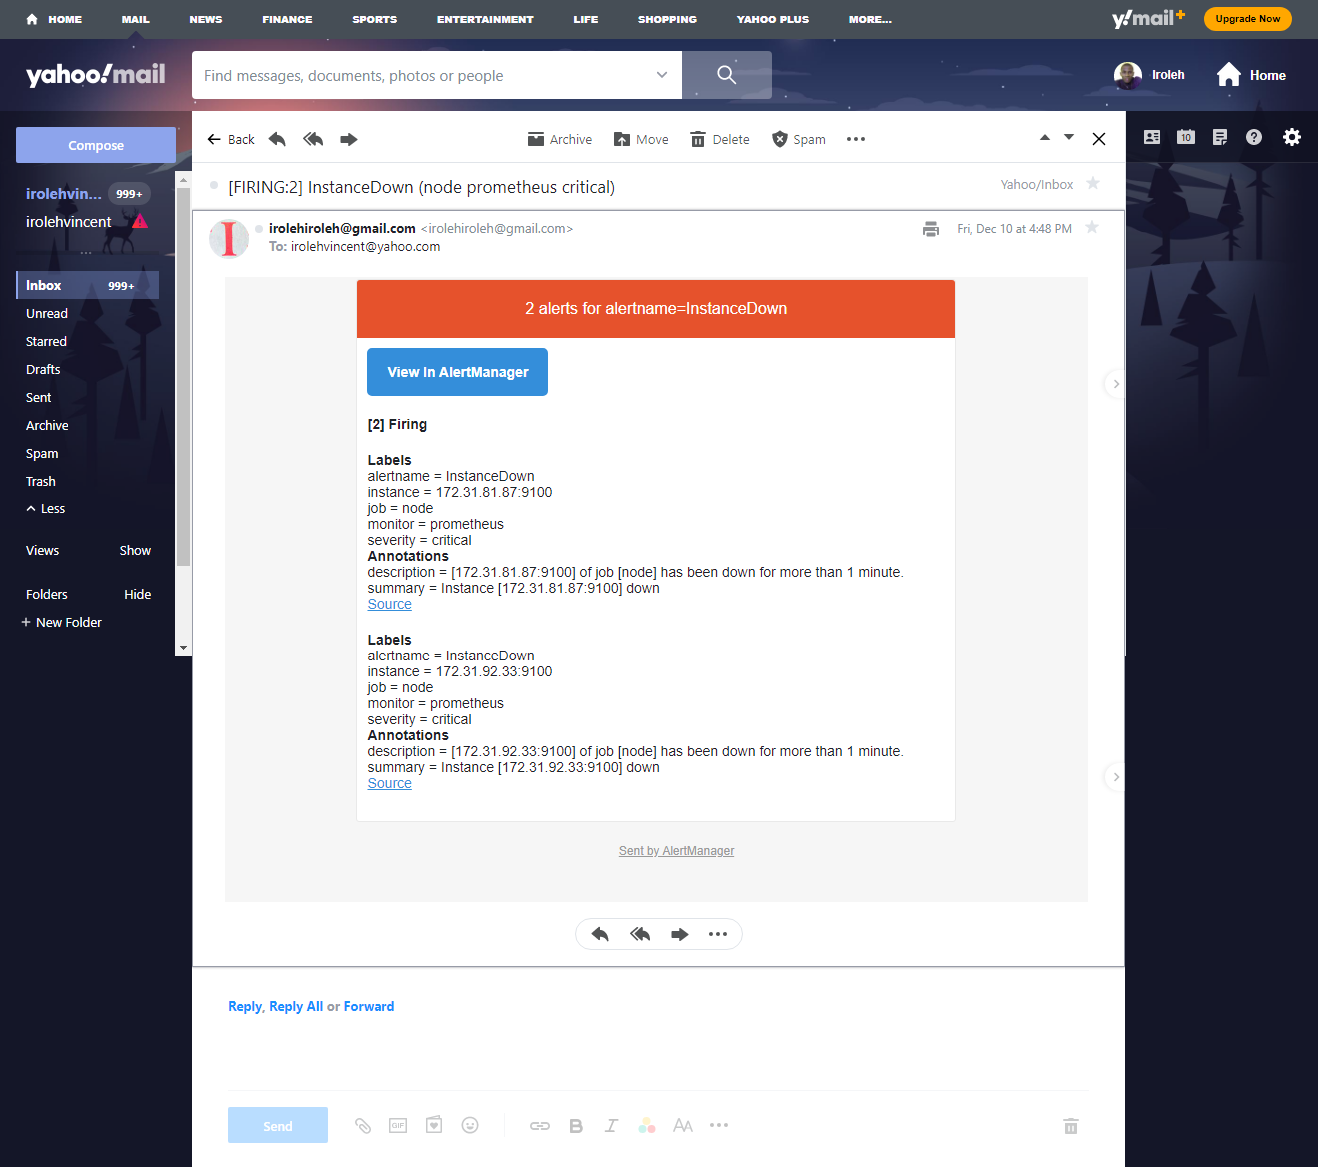 HOME MAIL NEWS FINANCE SPORTS ENTERTAINMENT LIFE SHOPPING YAHOO PLUS MORE... y!mail+ Upgrade Now
yahoo!mail Find messages, documents, photos or people Iroleh Home
Compose
Back Archive Move Delete Spam 10
irolehvin... 999+
irolehvincent
[FIRING:2] InstanceDown (node prometheus critical) Yahoo/Inbox
I irolehiroleh@gmail.com <irolehiroleh@gmail.com> Fri, Dec 10 at 4:48 PM
To: irolehvincent@yahoo.com
Inbox 999+
Unread
Starred
Drafts
Sent
Archive
Spam
Trash
Less
Views Show
Folders Hide
+ New Folder
2 alerts for alertname=InstanceDown
View In AlertManager
[2] Firing
Labels
alertname = InstanceDown
instance = 172.31.81.87:9100
job = node
monitor = prometheus
severity = critical
Annotations
description = [172.31.81.87:9100] of job [node] has been down for more than 1 minute.
summary = Instance [172.31.81.87:9100] down
Source
Labels
alertname = InstanceDown
instance = 172.31.92.33:9100
job = node
monitor = prometheus
severity = critical
Annotations
description = [172.31.92.33:9100] of job [node] has been down for more than 1 minute.
summary = Instance [172.31.92.33:9100] down
Source
Sent by AlertManager
Reply, Reply All or Forward
Send GIF B I AA